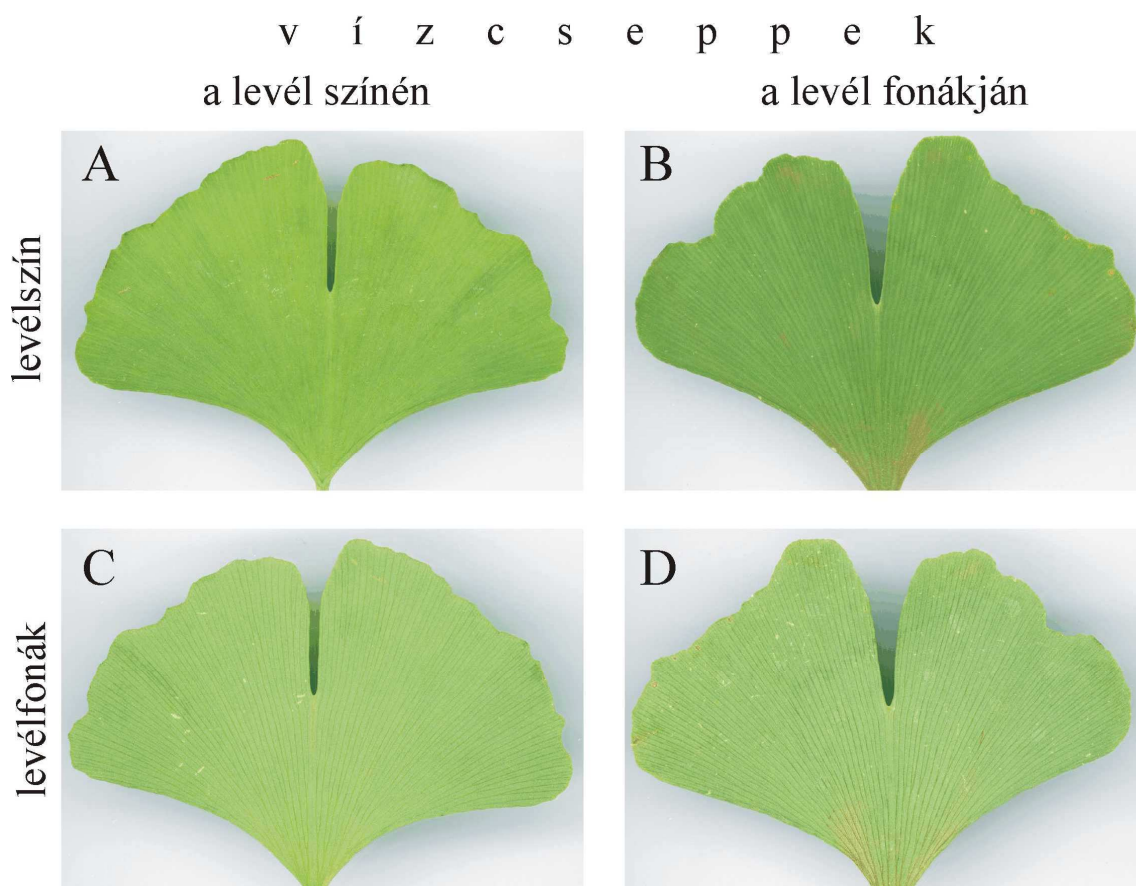 v í z c s e p p e k
a levél színén a levél fonákján
A B
levélszín
C D
levélfonák